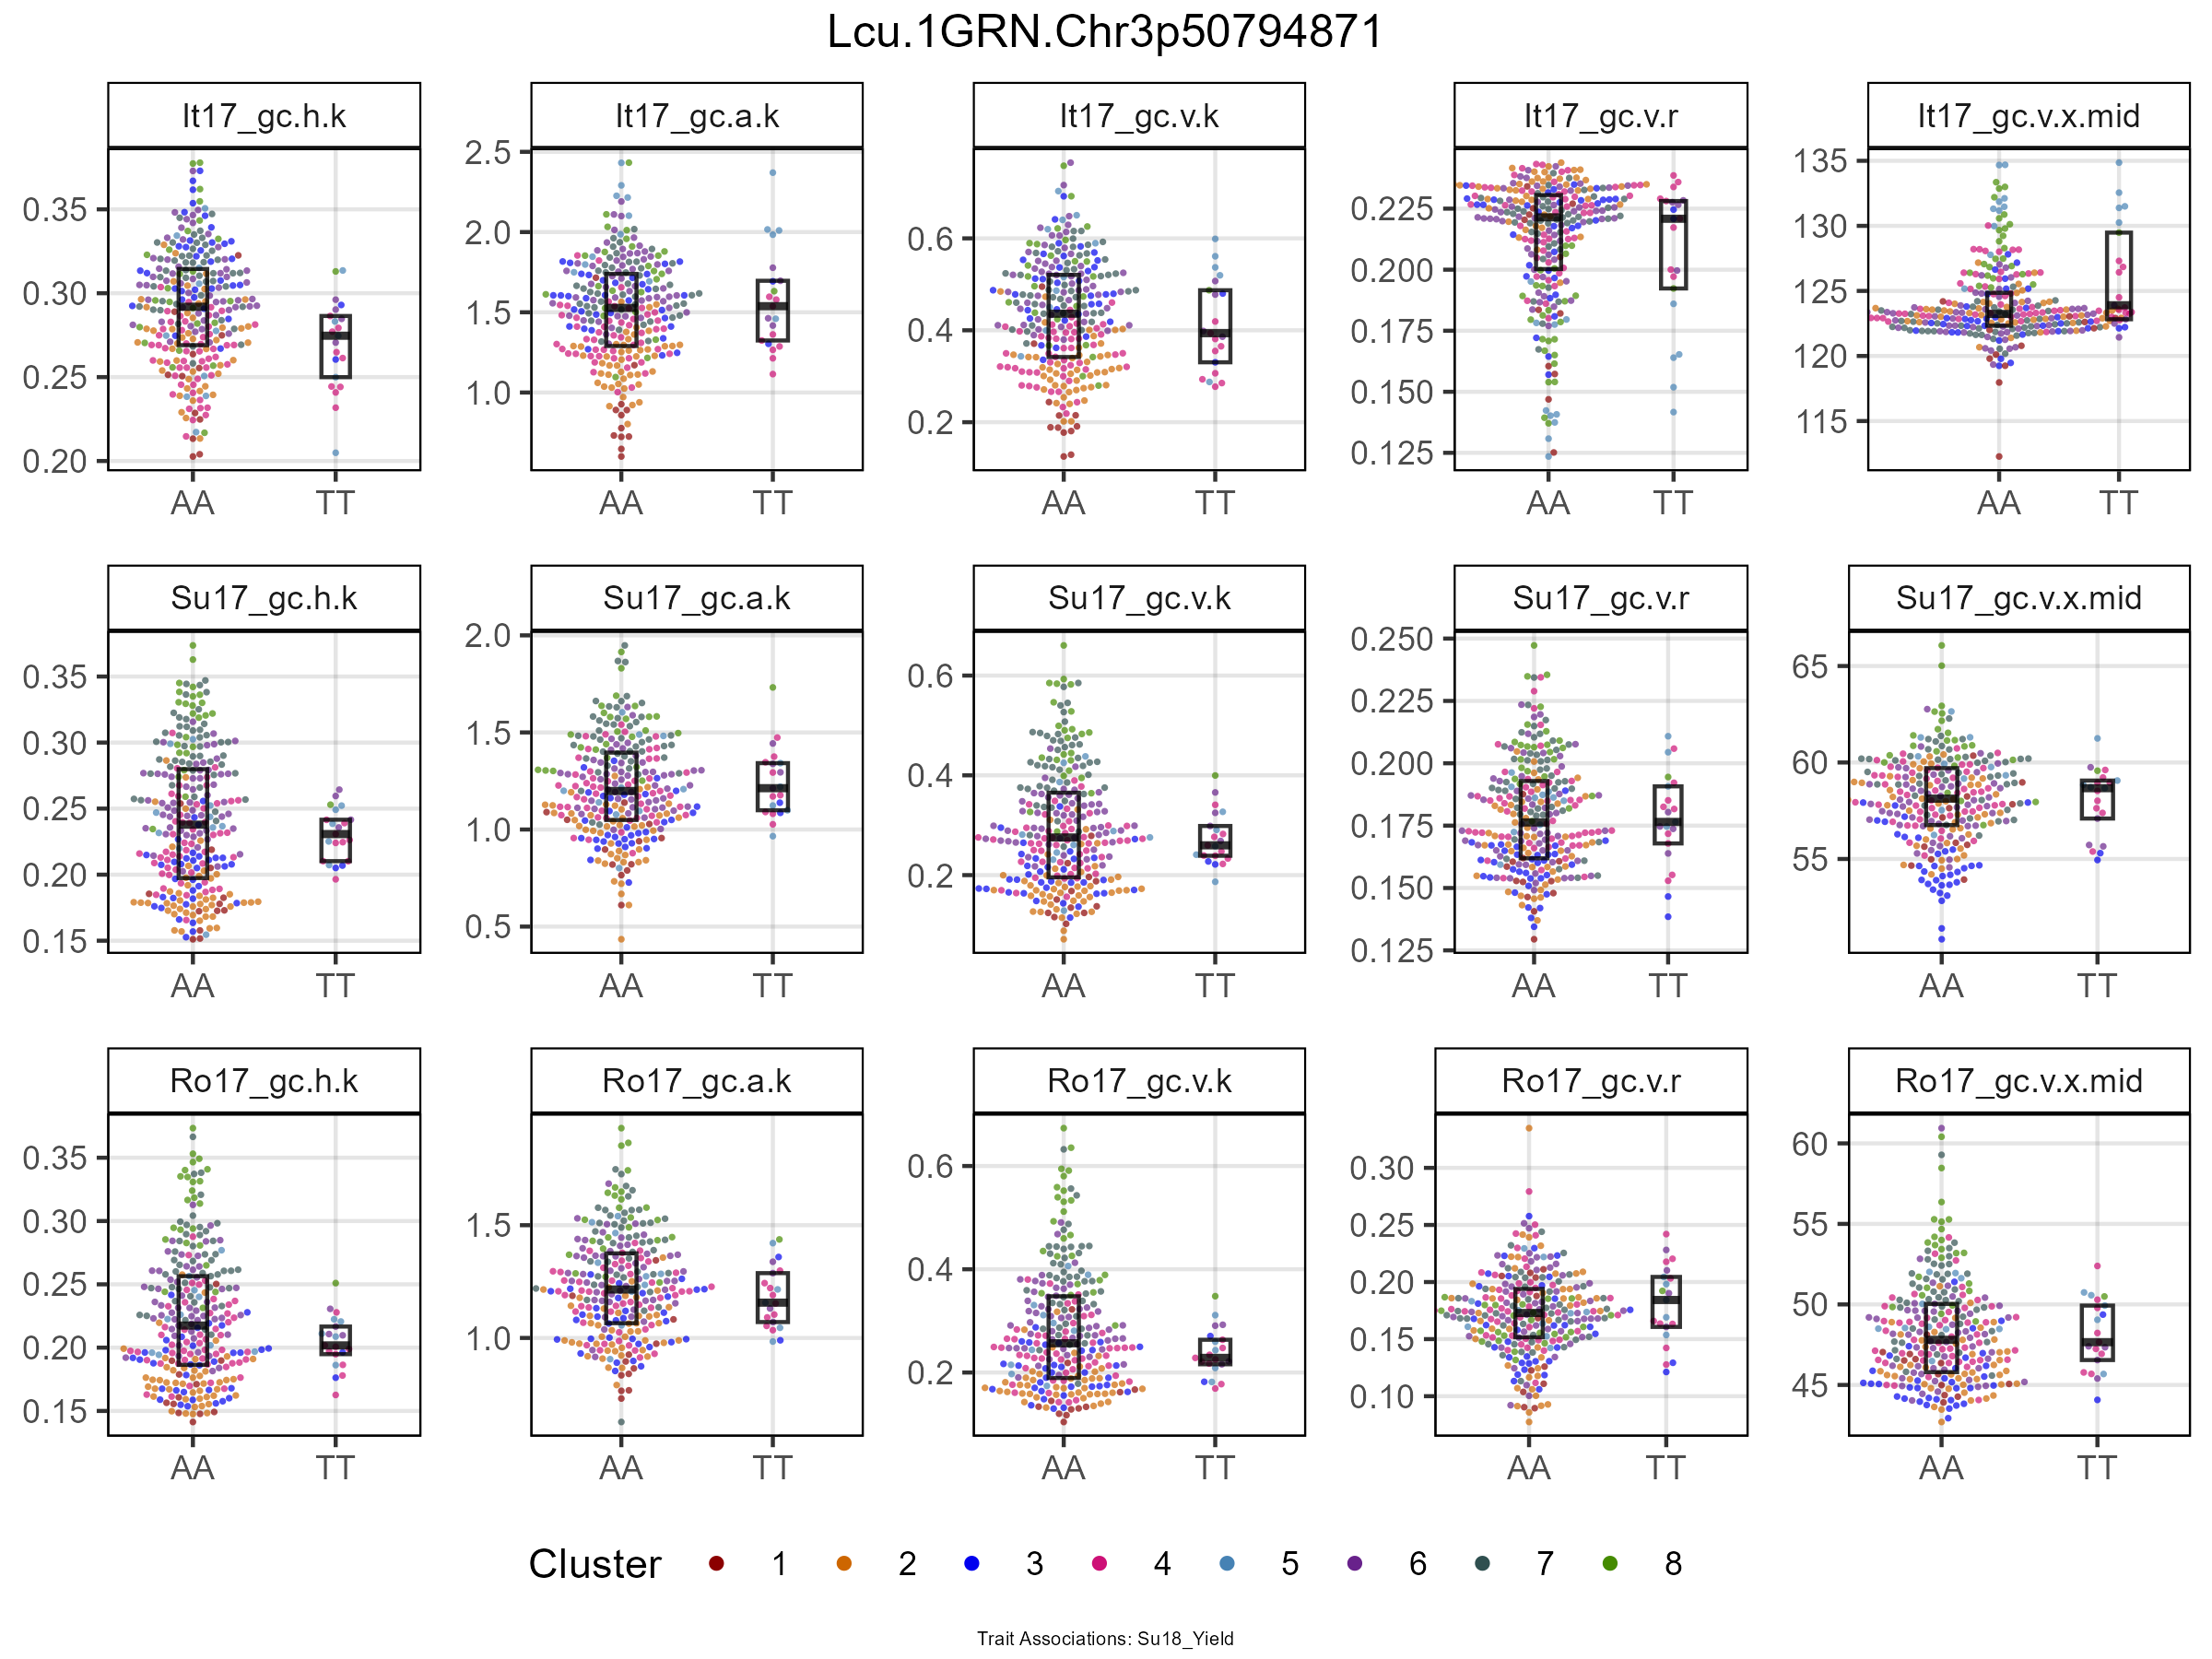 Lcu.1GRN.Chr3p50794871
It17_gc.h.k It17_gc.a.k It17_gc.v.k It17_gc.v.r It17_gc.v.x.mid
0.35 0.30 0.25 0.20
2.5 2.0 1.5 1.0
0.6 0.4 0.2
0.225 0.200 0.175 0.150 0.125
135 130 125 120 115
AA TT AA TT AA TT AA TT AA TT
Su17_gc.h.k Su17_gc.a.k Su17_gc.v.k Su17_gc.v.r Su17_gc.v.x.mid
0.35 0.30 0.25 0.20 0.15
2.0 1.5 1.0 0.5
0.6 0.4 0.2
0.250 0.225 0.200 0.175 0.150 0.125
65 60 55
AA TT AA TT AA TT AA TT AA TT
Ro17_gc.h.k Ro17_gc.a.k Ro17_gc.v.k Ro17_gc.v.r Ro17_gc.v.x.mid
0.35 0.30 0.25 0.20 0.15
1.5 1.0
0.6 0.4 0.2
0.30 0.25 0.20 0.15 0.10
60 55 50 45
AA TT AA TT AA TT AA TT AA TT
Cluster 1 2 3 4 5 6 7 8
Trait Associations: Su18_Yield